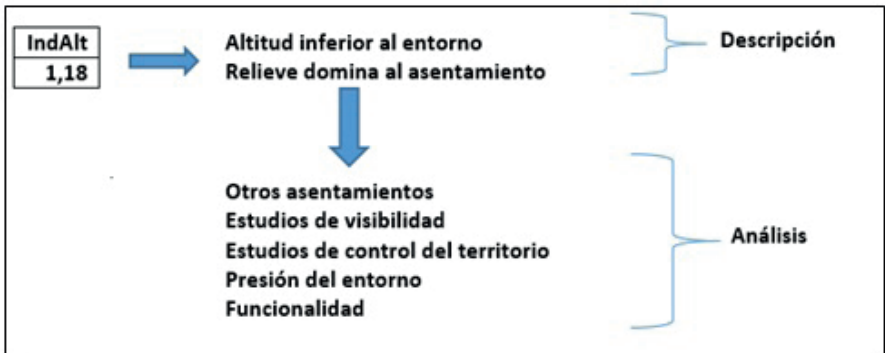 IndAlt
1,18
Altitud inferior al entorno
Relieve domina al asentamiento
Descripción
Otros asentamientos
Estudios de visibilidad
Estudios de control del territorio
Presión del entorno
Funcionalidad
Análisis